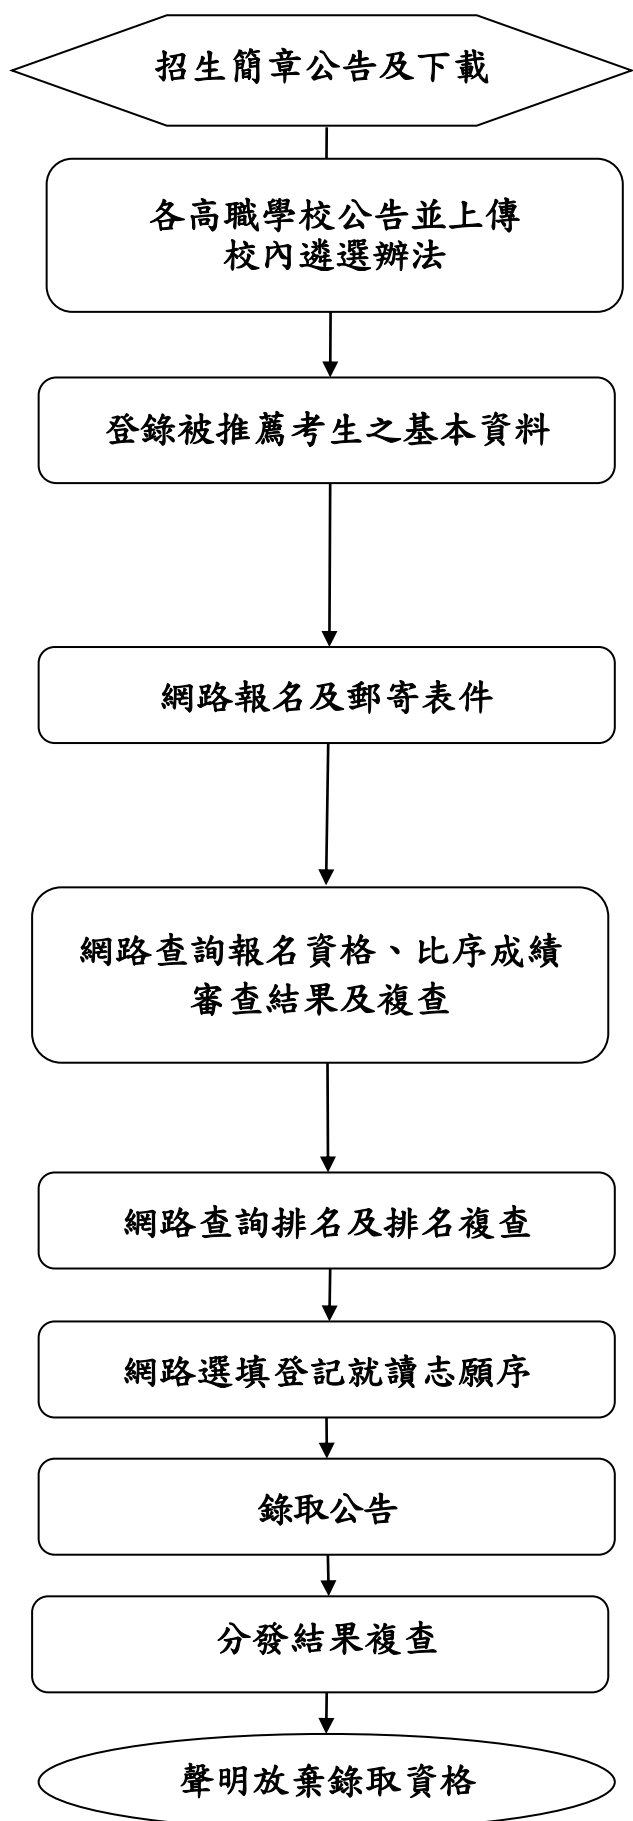 招生簡章公告及下載
各高職學校公告並上傳
校內遴選辦法
登錄被推薦考生之基本資料
網路報名及郵寄表件
網路查詢報名資格、比序成績
審查結果及複查
網路查詢排名及排名複查
網路選填登記就讀志願序
錄取公告
分發結果複查
聲明放棄錄取資格